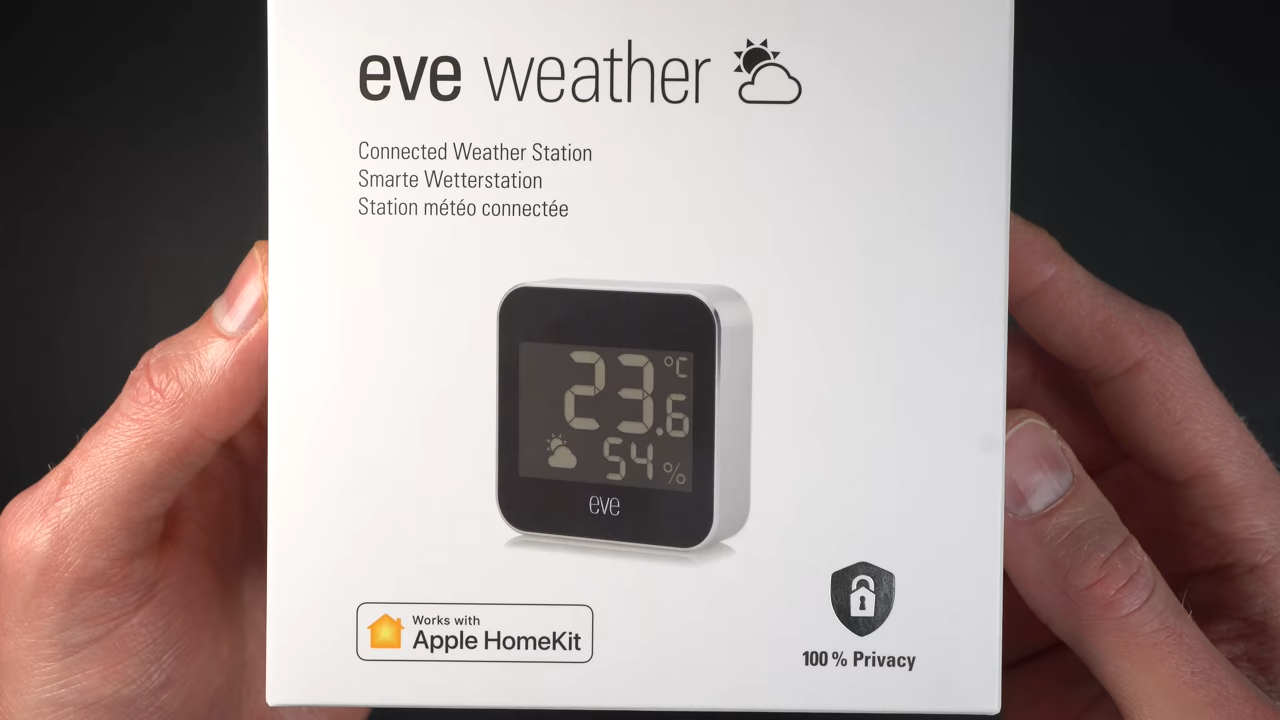 eve weather
Connected Weather Station
Smarte Wetterstation
Station météo connectée
23.6 °C
54 %
eve
Works with
Apple HomeKit
100 % Privacy